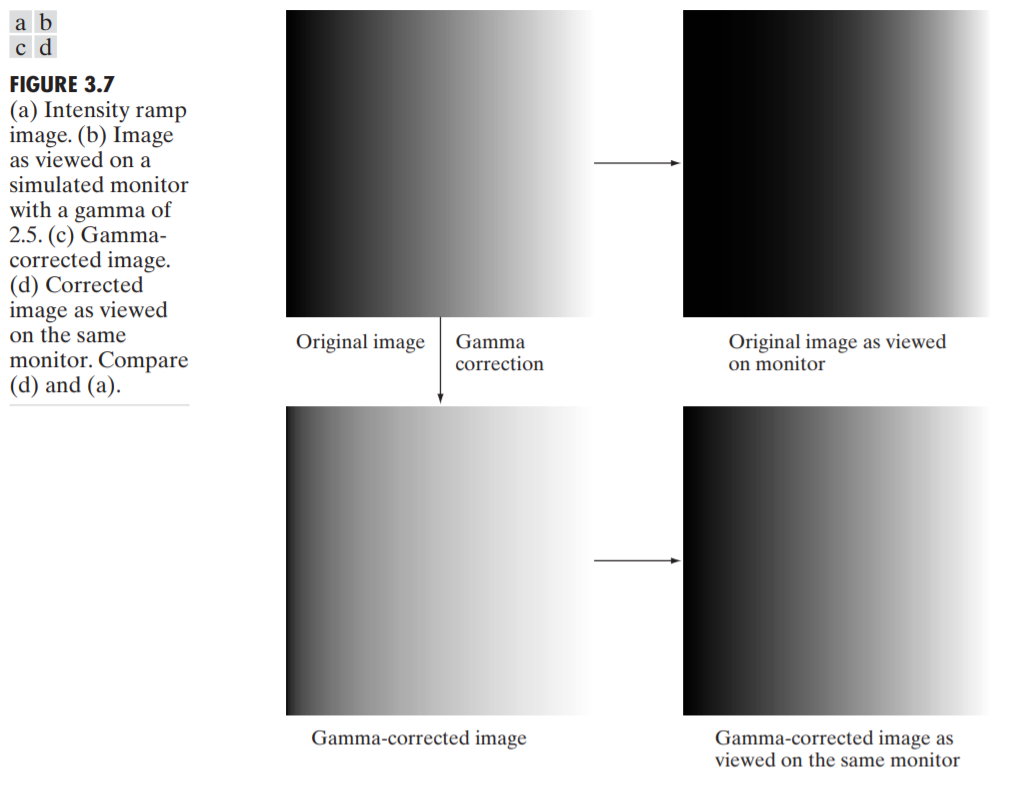 a b
c d
FIGURE 3.7
(a) Intensity ramp
image. (b) Image
as viewed on a
simulated monitor
with a gamma of
2.5. (c) Gamma-
corrected image.
(d) Corrected
image as viewed
on the same
monitor. Compare
(d) and (a).
Original image
Gamma
correction
Original image as viewed
on monitor
Gamma-corrected image
Gamma-corrected image as
viewed on the same monitor